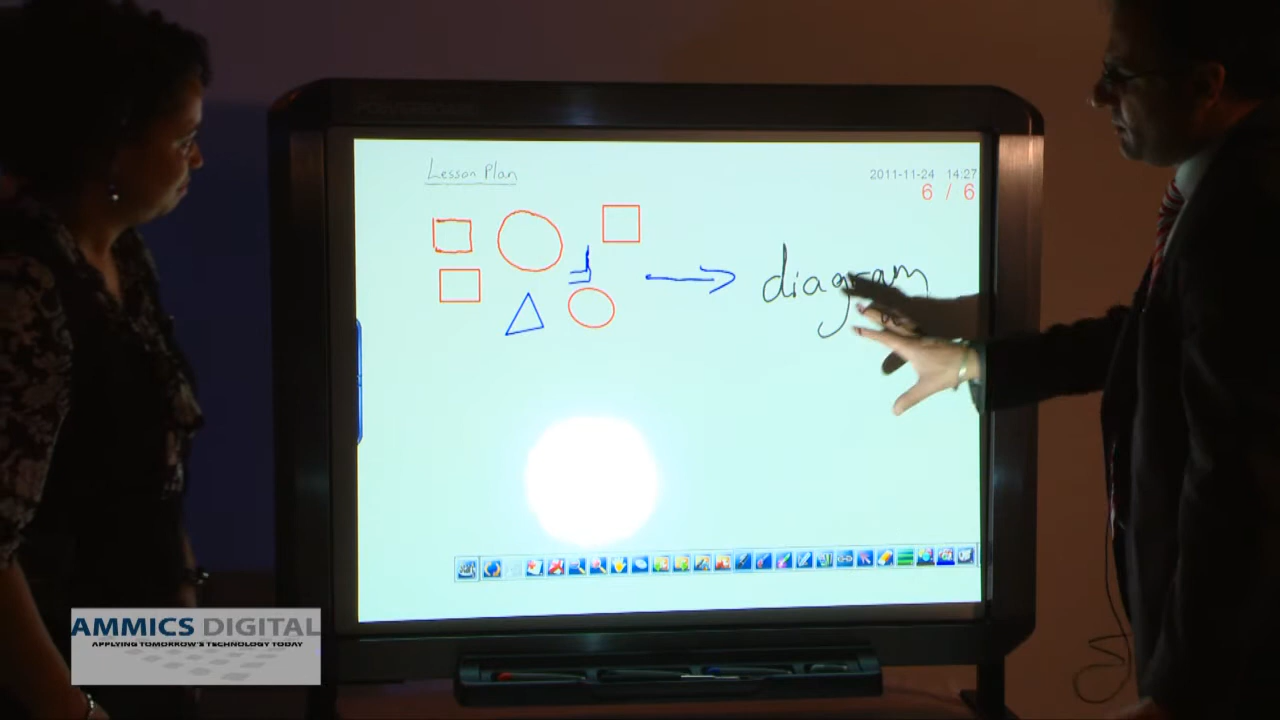 Lesson Plan
2011-11-24 14:27
6 / 6
diagram
AMMICS DIGITAL
APPLYING TOMORROW'S TECHNOLOGY TODAY